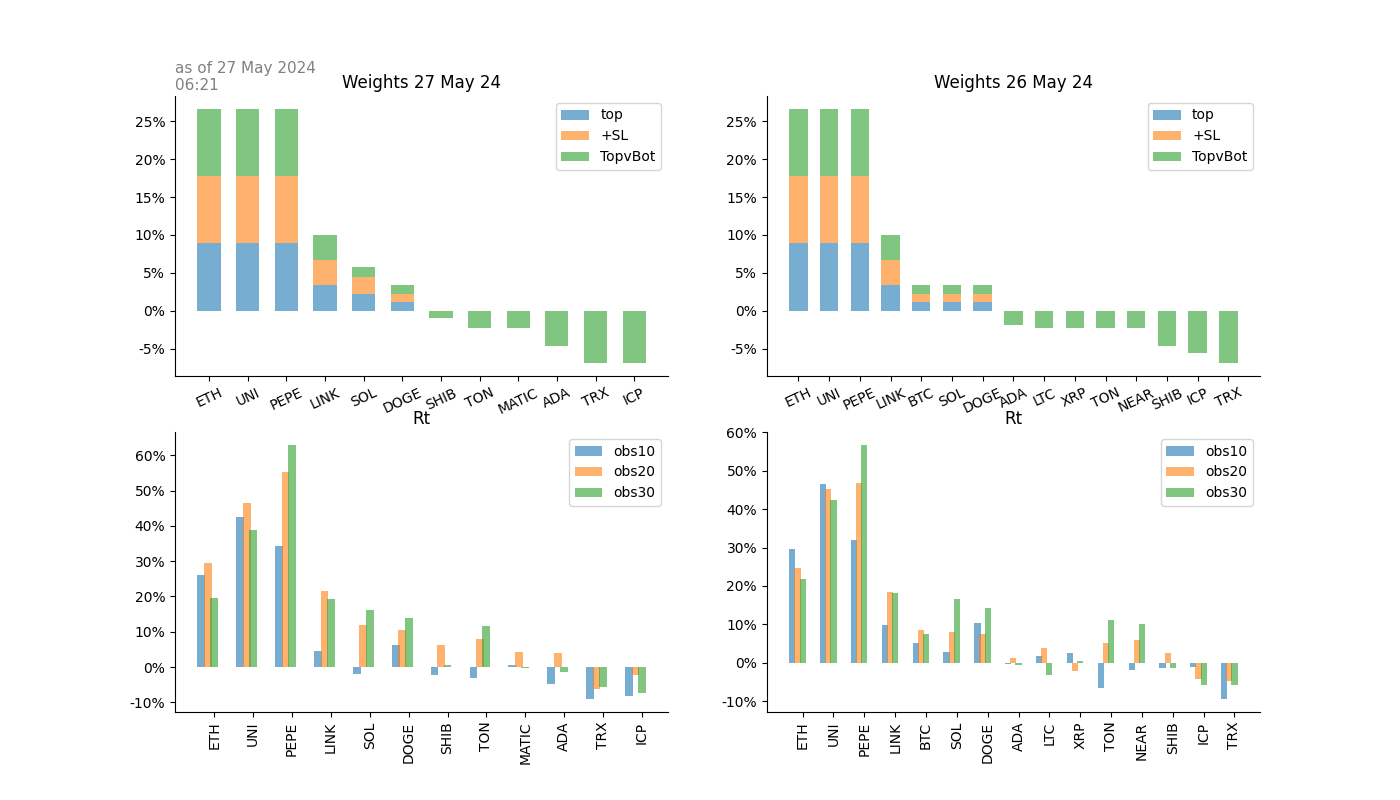 as of 27 May 2024
06:21
Weights 27 May 24
25%
20%
15%
10%
5%
0%
-5%
top
+SL
TopvBot
ETH UNI PEPE LINK SOL DOGE SHIB TON MATIC ADA TRX ICP
Weights 26 May 24
25%
20%
15%
10%
5%
0%
-5%
top
+SL
TopvBot
ETH UNI PEPE LINK BTC SOL DOGE ADA LTC XRP TON NEAR SHIB ICP TRX
Rt
60%
50%
40%
30%
20%
10%
0%
-10%
obs10
obs20
obs30
ETH UNI PEPE LINK SOL DOGE SHIB TON MATIC ADA TRX ICP
Rt
60%
50%
40%
30%
20%
10%
0%
-10%
obs10
obs20
obs30
ETH UNI PEPE LINK BTC SOL DOGE ADA LTC XRP TON NEAR SHIB ICP TRX